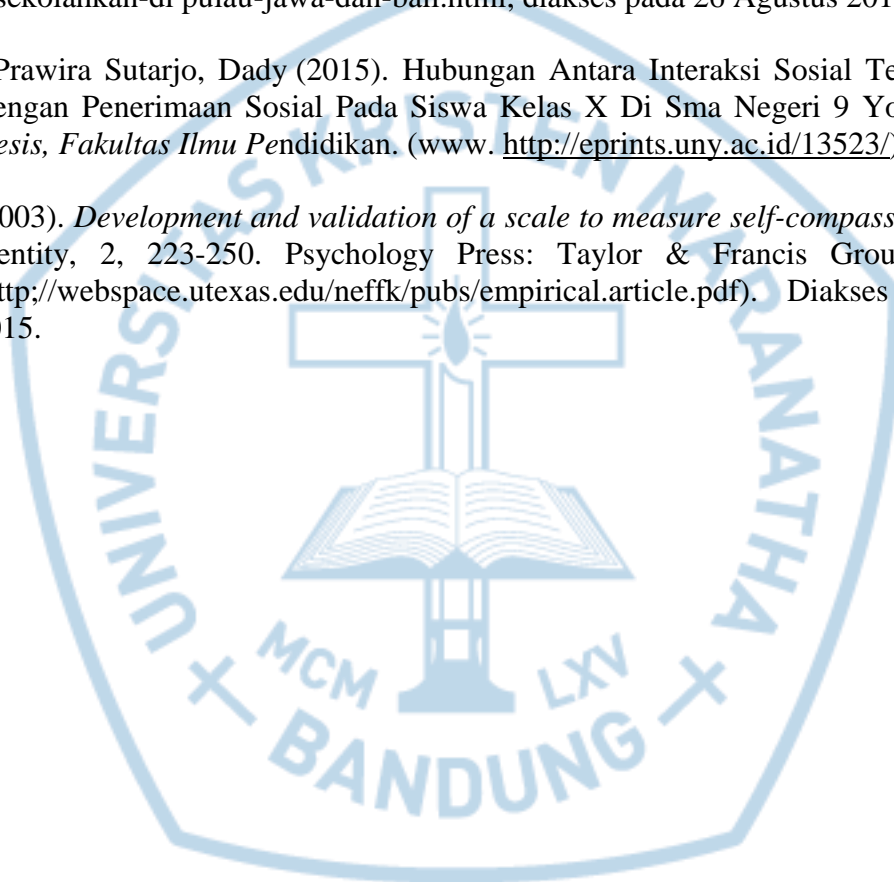 sekolahkan-di pulau-jawa-dan-bali.html, diakses pada 26 Agustus 201
Prawira Sutarjo, Dady (2015). Hubungan Antara Interaksi Sosial Te
engan Penerimaan Sosial Pada Siswa Kelas X Di Sma Negeri 9 Yo
esis, Fakultas Ilmu Pendidikan. (www. http://eprints.uny.ac.id/13523/)
003). Development and validation of a scale to measure self-compass
entity, 2, 223-250. Psychology Press: Taylor & Francis Grou
ttp;//webspace.utexas.edu/neffk/pubs/empirical.article.pdf). Diakses
015.
UNIVERSITAS KRISTEN MARANATHA
MCM LXV
BANDUNG